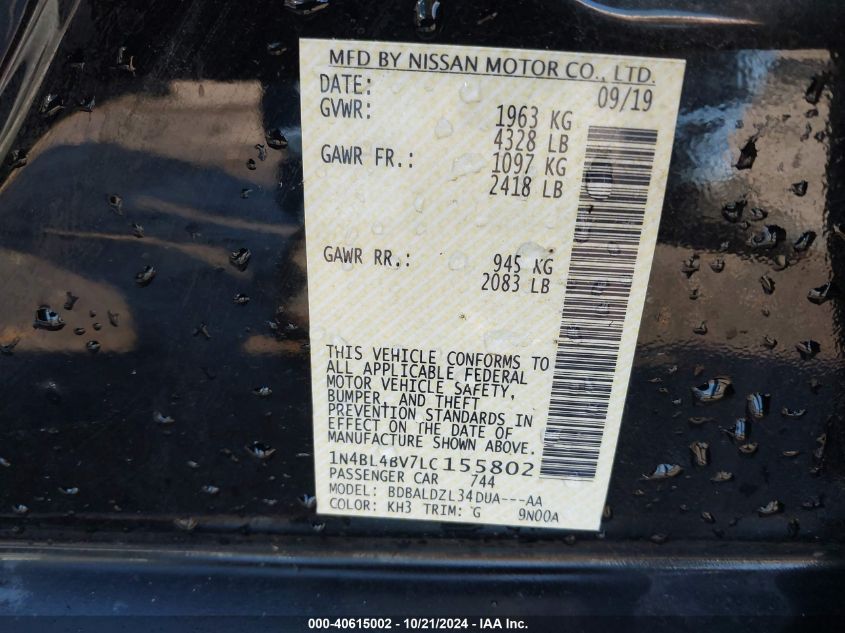 MFD BY NISSAN MOTOR CO., LTD.
DATE: 09/19
GVWR: 1963 KG
4328 LB
GAWR FR.: 1097 KG
2418 LB
GAWR RR.: 945 KG
2083 LB
THIS VEHICLE CONFORMS TO
ALL APPLICABLE FEDERAL
MOTOR VEHICLE SAFETY,
BUMPER, AND THEFT
PREVENTION STANDARDS IN
EFFECT ON THE DATE OF
MANUFACTURE SHOWN ABOVE.
1N4BL4BV7LC155802
PASSENGER CAR 744
MODEL: BDBALDZL34DUA---AA
COLOR: KH3 TRIM: G 9N00A
000-40615002 - 10/21/2024 - IAA Inc.